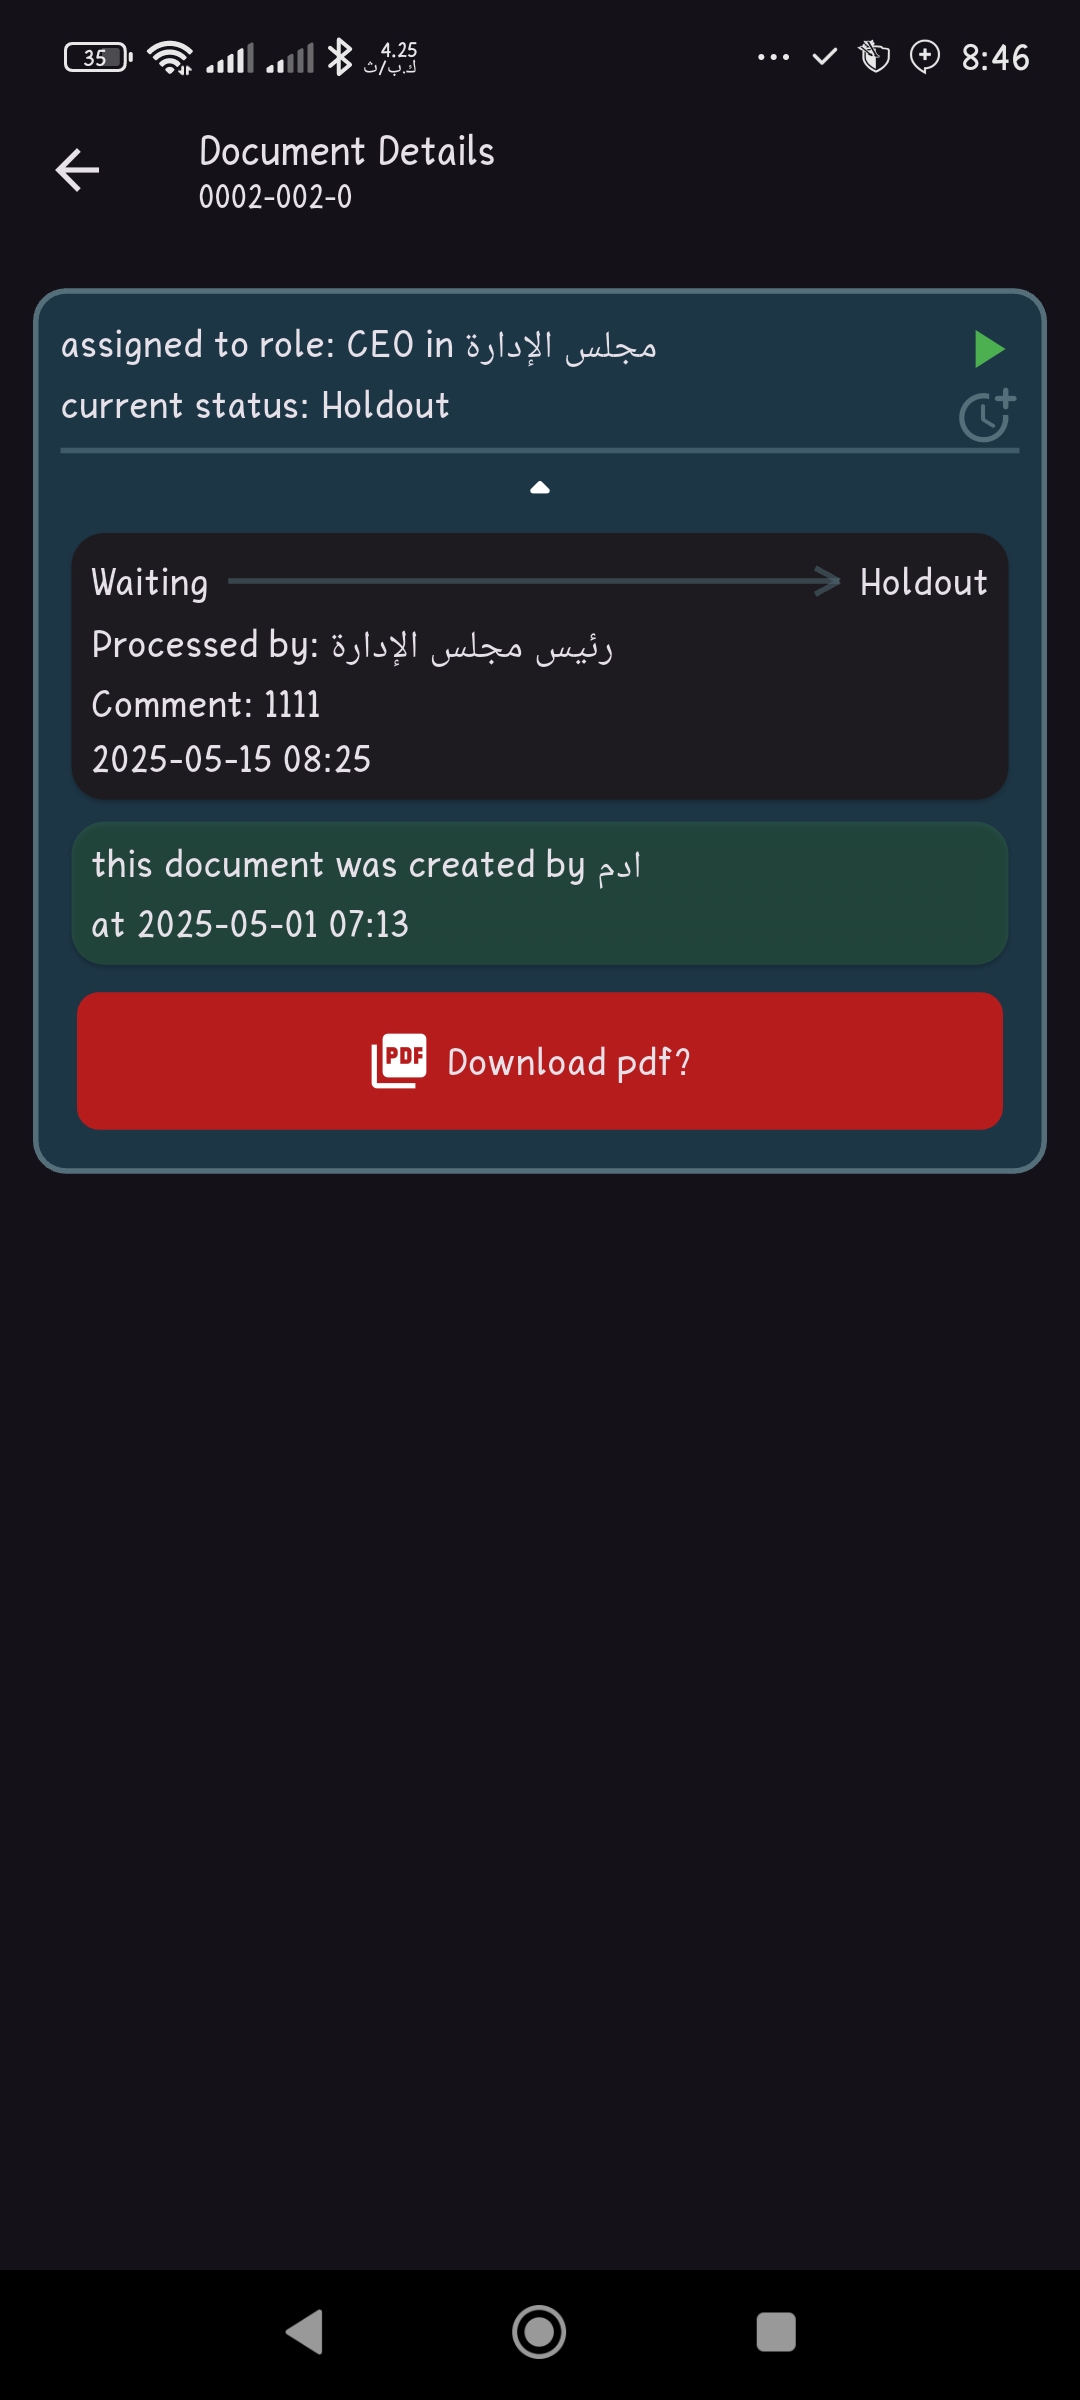 35
4.25
ك.ب/ث
8:46
Document Details
0002-002-0
assigned to role: CEO in مجلس الإدارة
current status: Holdout
Waiting
Holdout
Processed by: رئيس مجلس الإدارة
Comment: 1111
2025-05-15 08:25
this document was created by ادم
at 2025-05-01 07:13
PDF
Download pdf?